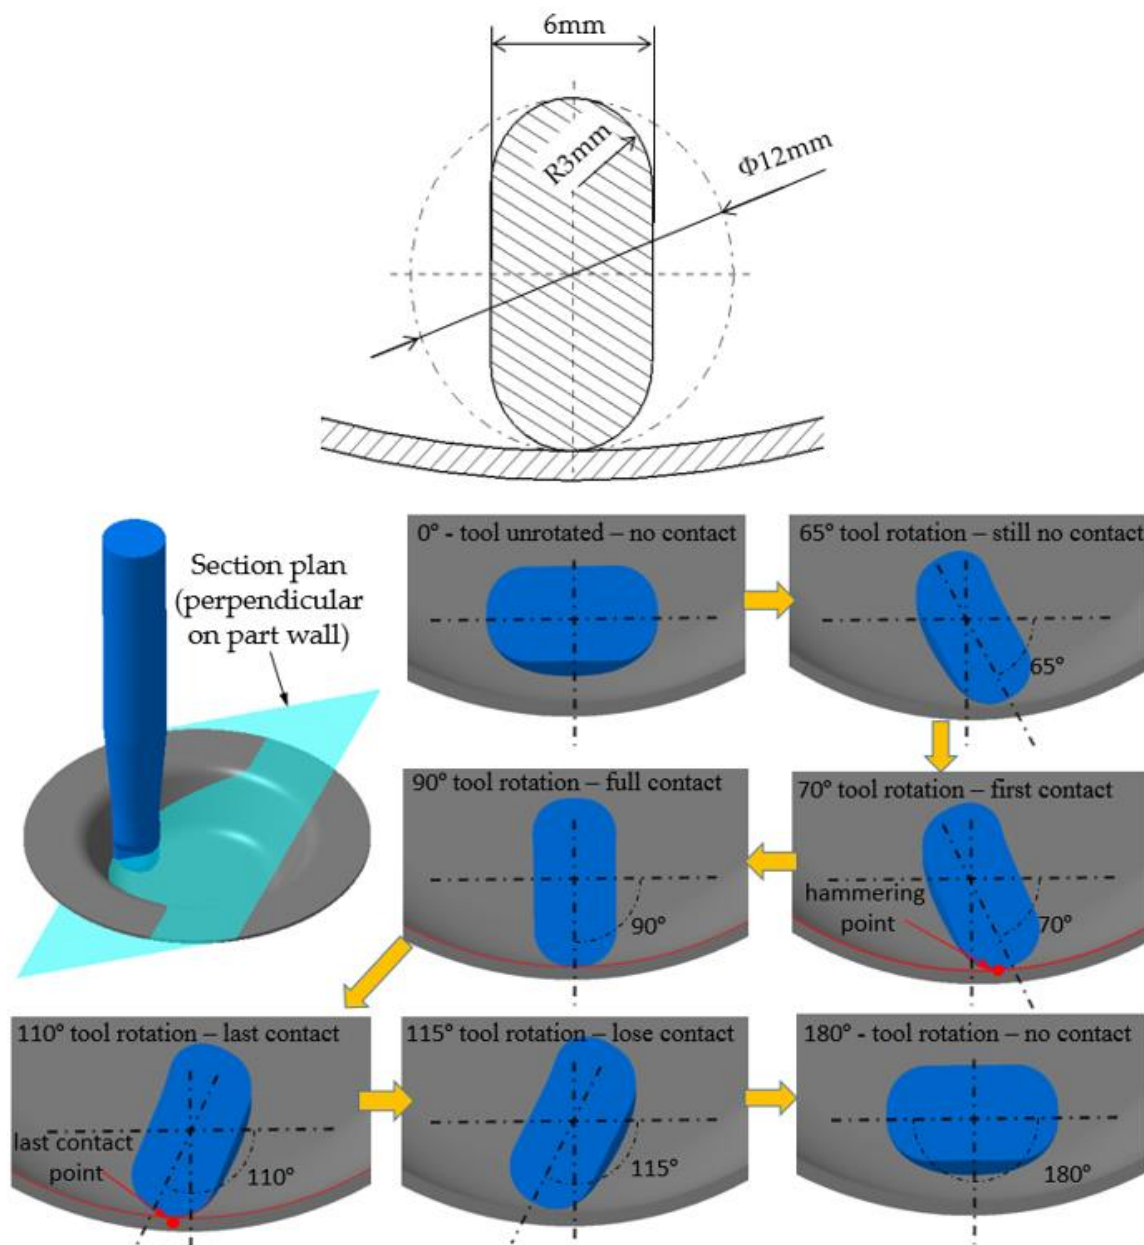 6mm
R3mm
Φ12mm
Section plan
(perpendicular
on part wall)
0° - tool unrotated – no contact
65° tool rotation – still no contact
65°
90° tool rotation – full contact
90°
70° tool rotation – first contact
hammering
point
70°
110° tool rotation – last contact
last contact
point
110°
115° tool rotation – lose contact
115°
180° - tool rotation – no contact
180°